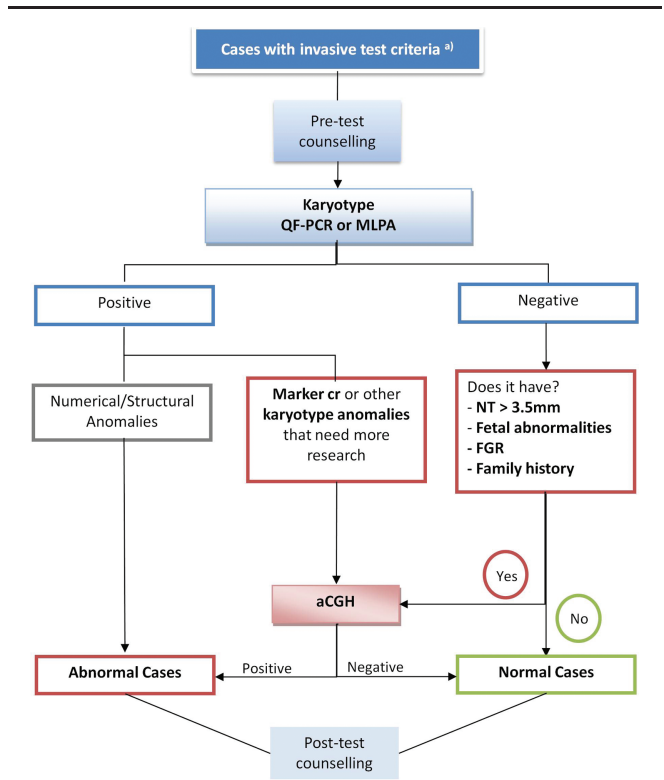 Cases with invasive test criteria a)
Pre-test
counselling
Karyotype
QF-PCR or MLPA
Positive
Negative
Numerical/Structural
Anomalies
Marker cr or other
karyotype anomalies
that need more
research
Does it have?
- NT > 3.5mm
- Fetal abnormalities
- FGR
- Family history
Yes
No
aCGH
Abnormal Cases
Positive
Negative
Normal Cases
Post-test
counselling